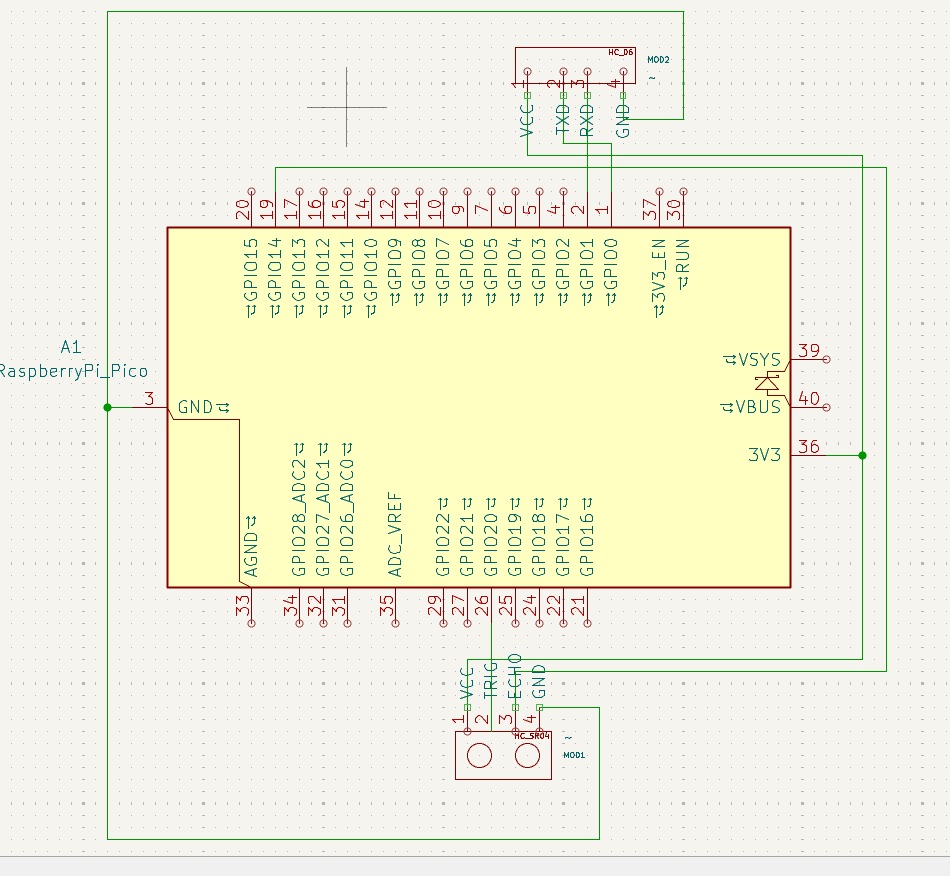 HC_06
MOD2
~
1 2 3 4
VCC TXD RXD GND
20 19 17 16 15 14 12 11 10 9 7 6 5 4 2 1 37 30
GPIO15 GPIO14 GPIO13 GPIO12 GPIO11 GPIO10 GPIO9 GPIO8 GPIO7 GPIO6 GPIO5 GPIO4 GPIO3 GPIO2 GPIO1 GPIO0 3V3_EN RUN
A1
RaspberryPi_Pico
VSYS 39
3 GND
VBUS 40
3V3 36
AGND GPIO28_ADC2 GPIO27_ADC1 GPIO26_ADC0 ADC_VREF GPIO22 GPIO21 GPIO20 GPIO19 GPIO18 GPIO17 GPIO16
33 34 32 31 35 29 27 26 25 24 22 21
VCC TRIG ECHO GND
1 2 3 4
HC_SR04
~
MOD1